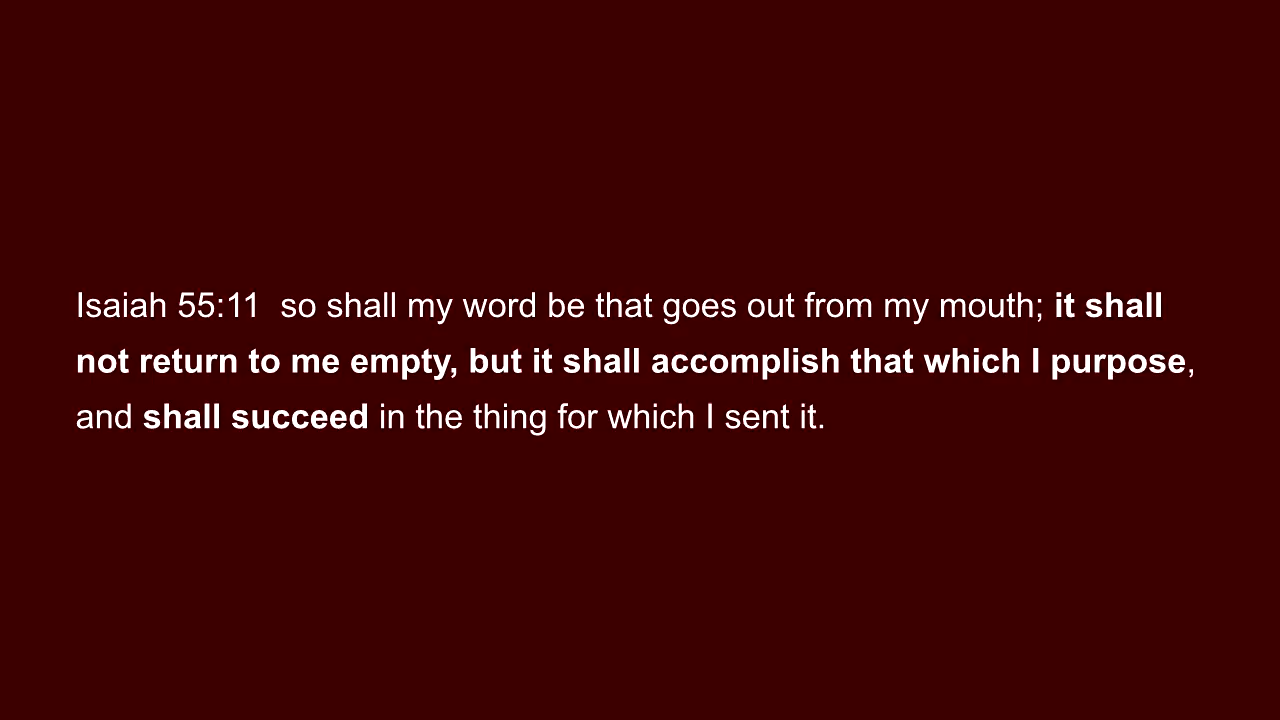 Isaiah 55:11  so shall my word be that goes out from my mouth; it shall
not return to me empty, but it shall accomplish that which I purpose,
and shall succeed in the thing for which I sent it.